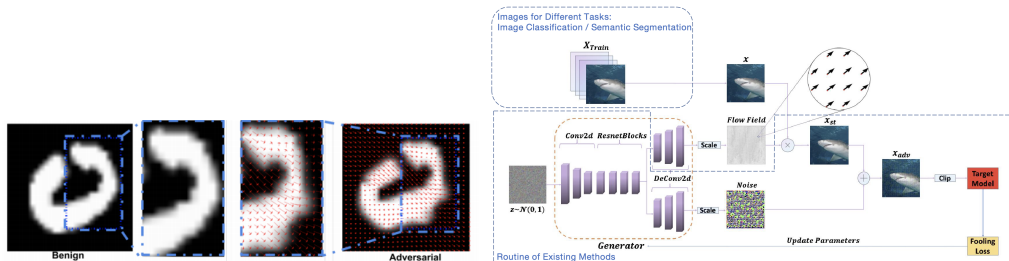 Benign
Adversarial
Images for Different Tasks:
Image Classification / Semantic Segmentation
X_Train
x
Flow Field
x_st
Conv2d
ResnetBlocks
Scale
x_adv
z~N(0,1)
DeConv2d
Noise
Scale
Clip
Target
Model
Generator
Update Parameters
Fooling
Loss
Routine of Existing Methods